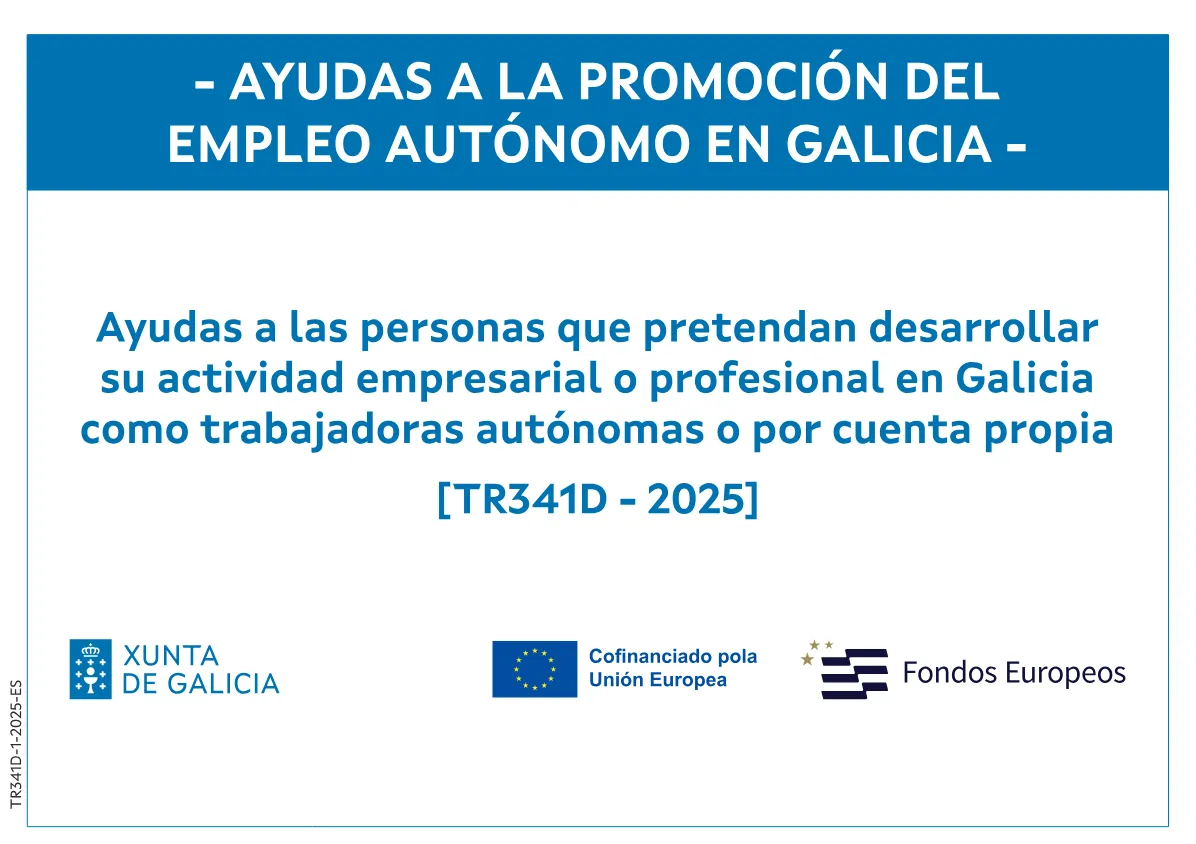 - AYUDAS A LA PROMOCIÓN DEL
EMPLEO AUTÓNOMO EN GALICIA -
Ayudas a las personas que pretendan desarrollar
su actividad empresarial o profesional en Galicia
como trabajadoras autónomas o por cuenta propia
[TR341D - 2025]
XUNTA
DE GALICIA
Cofinanciado pola
Unión Europea
Fondos Europeos
TR341D-1-2025-ES